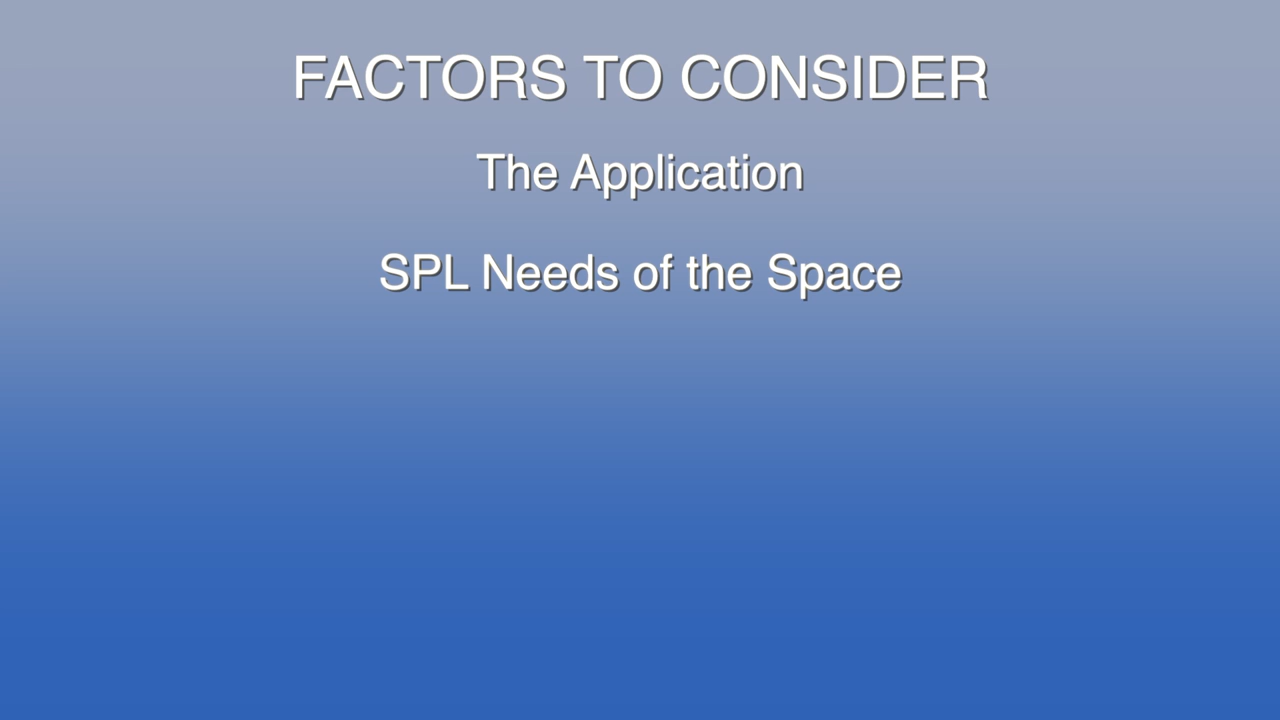 FACTORS TO CONSIDER
The Application
SPL Needs of the Space